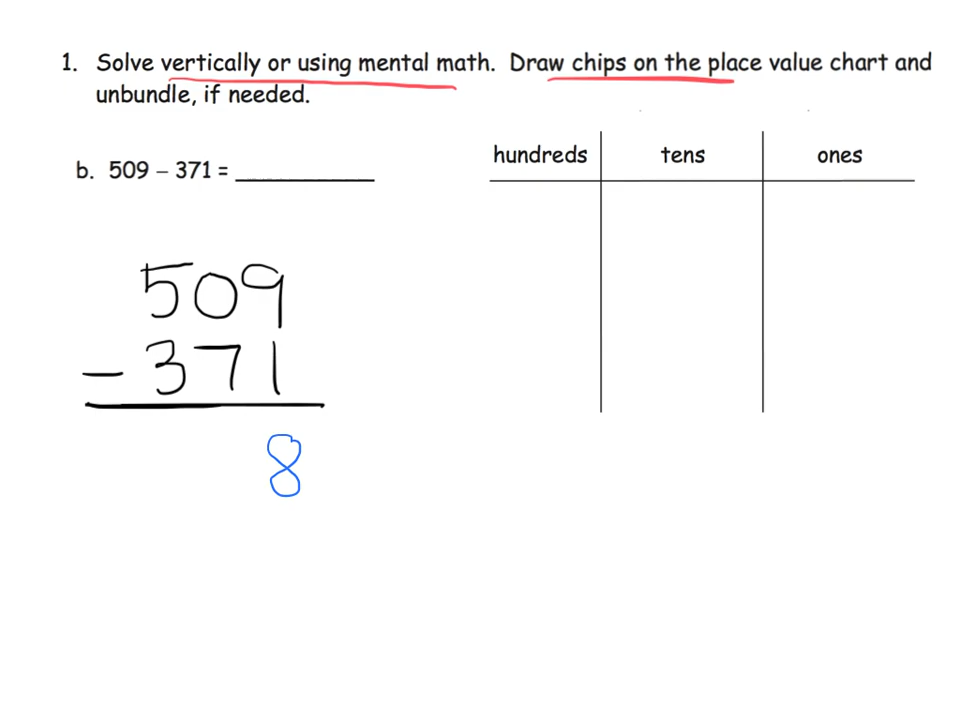 1. Solve vertically or using mental math. Draw chips on the place value chart and
unbundle, if needed.
b. 509 – 371 = ____________
hundreds tens ones
509
– 371
8